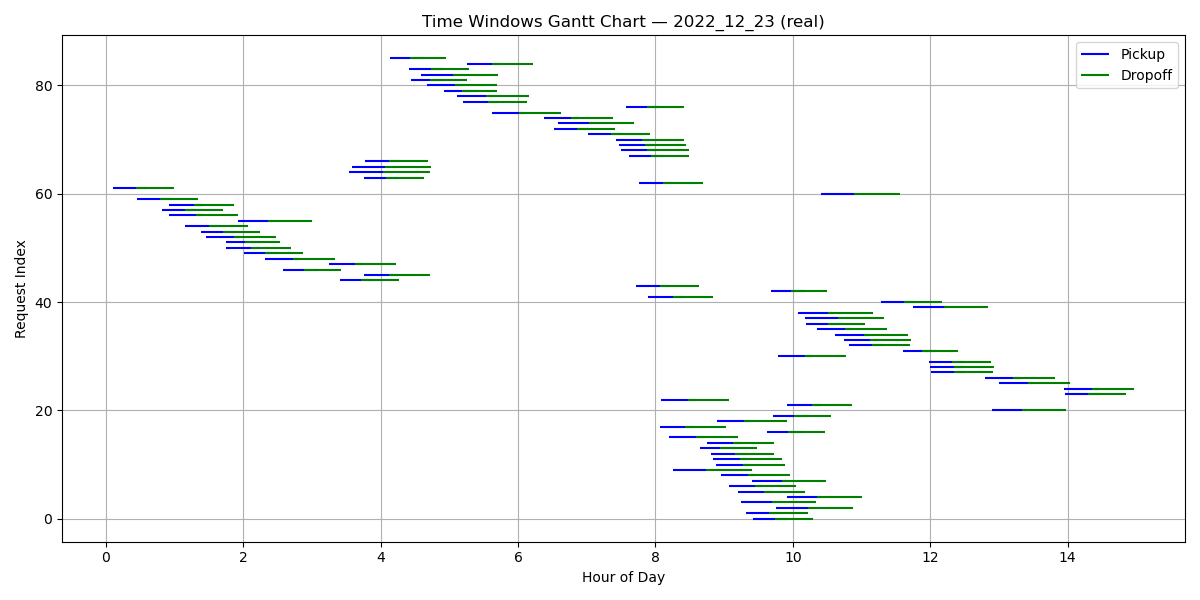 Time Windows Gantt Chart — 2022_12_23 (real)
Pickup
Dropoff
Request Index
80
60
40
20
0
0 2 4 6 8 10 12 14
Hour of Day